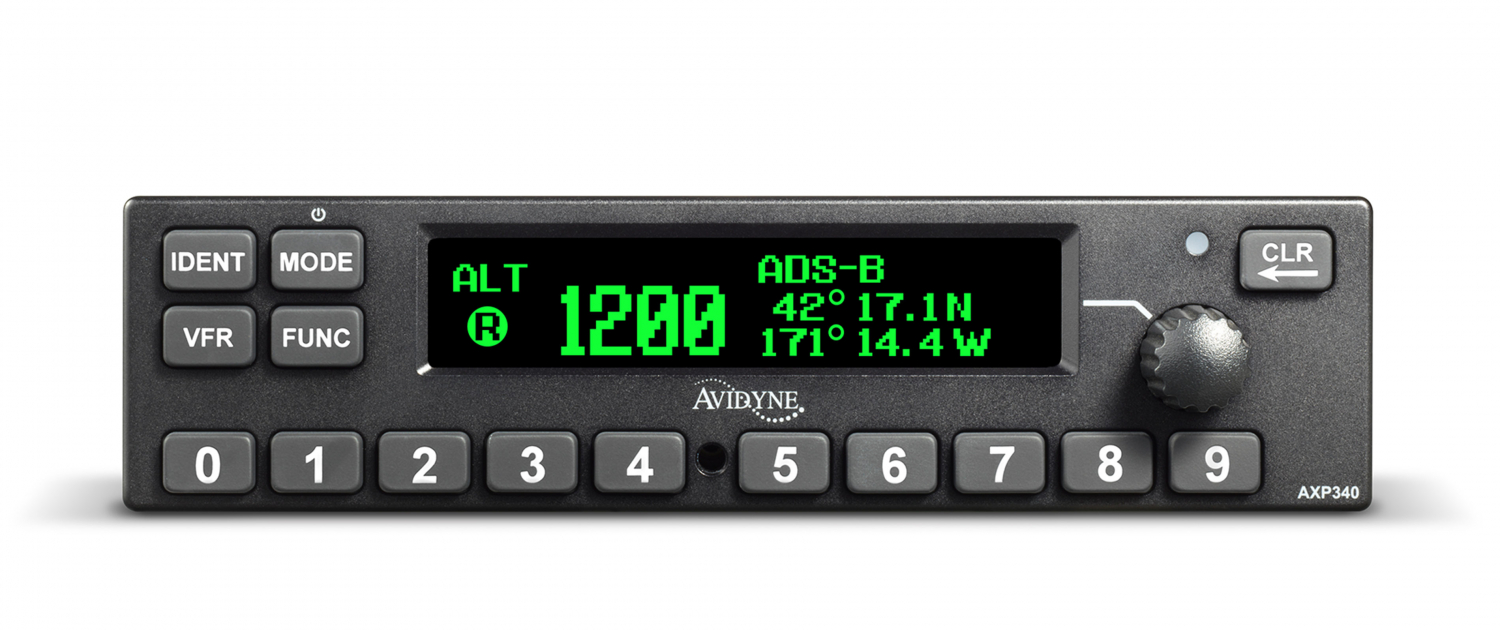 IDENT MODE
VFR FUNC
ALT
R
1200
ADS-B
42° 17.1N
171° 14.4W
CLR
AVIDYNE
0 1 2 3 4 5 6 7 8 9
AXP340